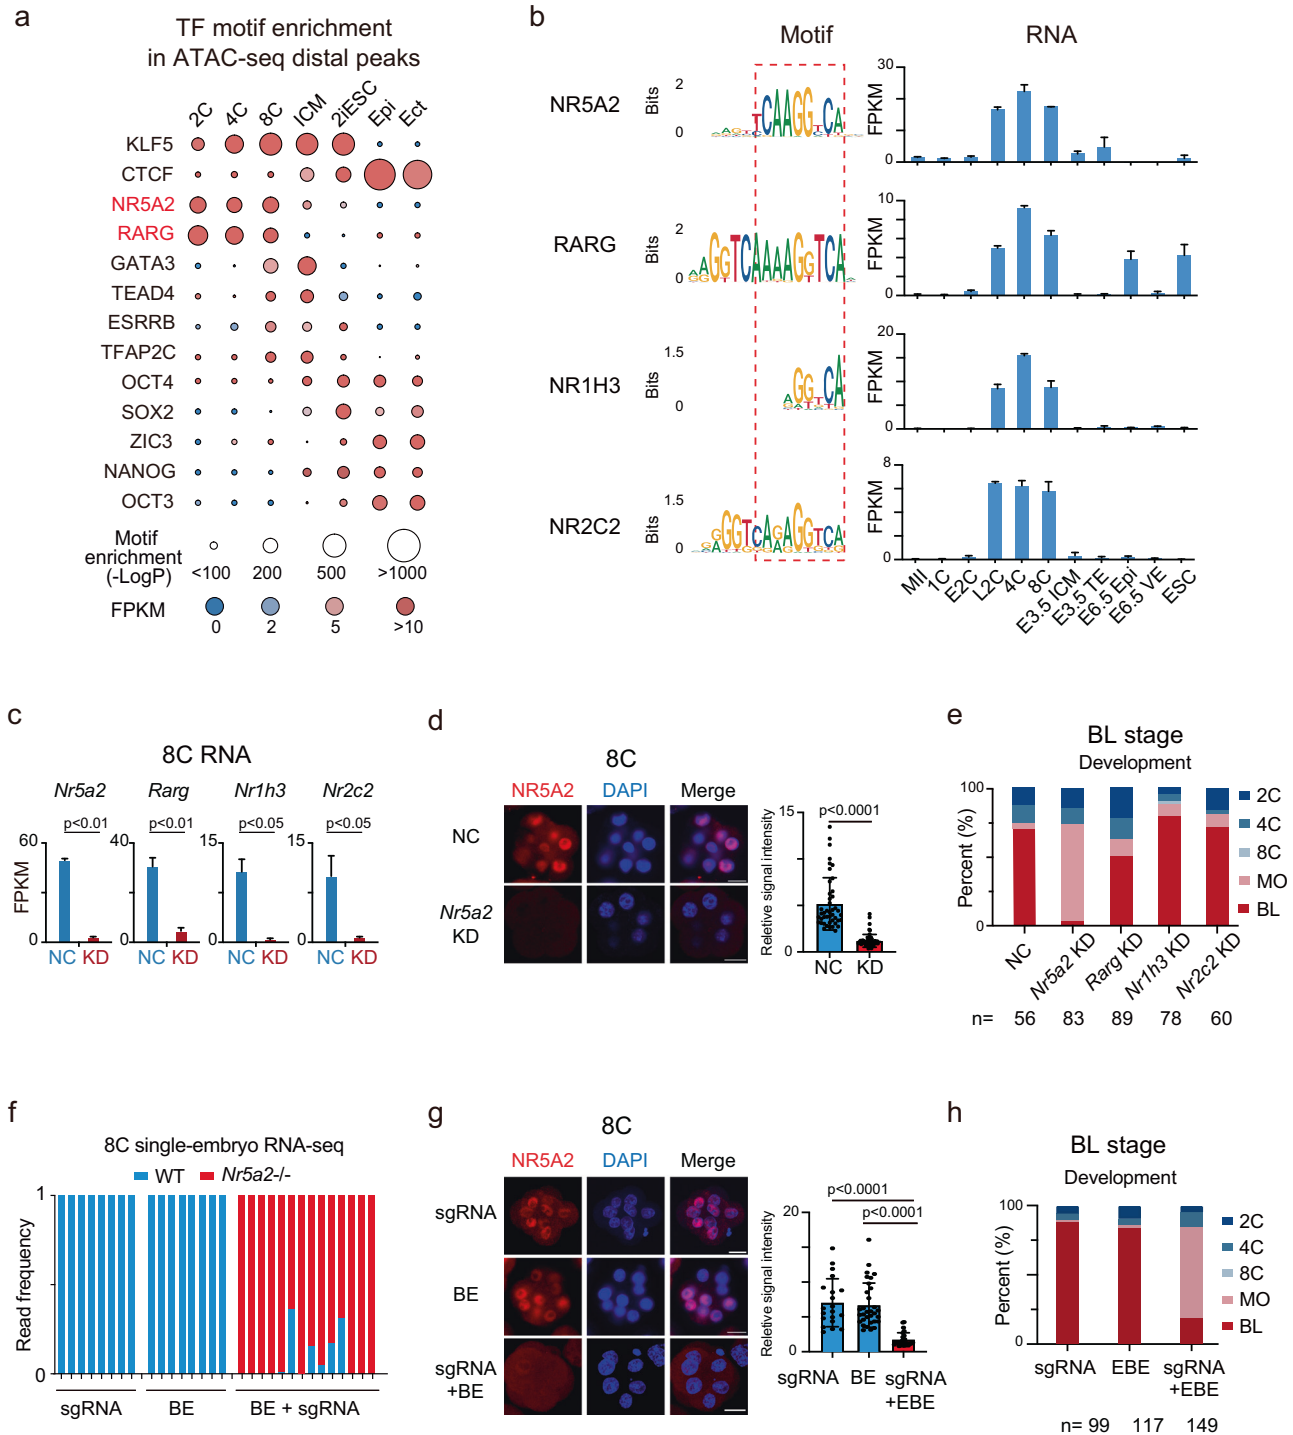 a
TF motif enrichment
in ATAC-seq distal peaks
2C 4C 8C ICM 2iESC Epi Ect
KLF5
CTCF
NR5A2
RARG
GATA3
TEAD4
ESRRB
TFAP2C
OCT4
SOX2
ZIC3
NANOG
OCT3
Motif
enrichment
(-LogP)
<100 200 500 >1000
FPKM
0 2 5 >10
b
Motif RNA
NR5A2 Bits 2 0 FPKM 30 0
RARG Bits 2 0 FPKM 10 0
NR1H3 Bits 1.5 0 FPKM 20 0
NR2C2 Bits 1.5 0 FPKM 8 0
MII 1C E2C L2C 4C 8C E3.5 ICM E3.5 TE E6.5 Epi E6.5 VE ESC
c
8C RNA
Nr5a2 Rarg Nr1h3 Nr2c2
p<0.01 p<0.01 p<0.05 p<0.05
FPKM
60 40 15 15
0 0 0 0
NC KD NC KD NC KD NC KD
d
8C
NR5A2 DAPI Merge
NC
Nr5a2
KD
Reletive signal intensity
15
0
p<0.0001
NC KD
e
BL stage
Development
Percent (%)
100
0
2C
4C
8C
MO
BL
NC Nr5a2 KD Rarg KD Nr1h3 KD Nr2c2 KD
n= 56 83 89 78 60
f
8C single-embryo RNA-seq
WT Nr5a2-/-
Read frequency
1
0
sgRNA BE BE + sgRNA
g
8C
NR5A2 DAPI Merge
sgRNA
BE
sgRNA
+BE
Reletive signal intensity
p<0.0001
p<0.0001
20
10
0
sgRNA BE sgRNA
+EBE
h
BL stage
Development
Percent (%)
100
0
2C
4C
8C
MO
BL
sgRNA EBE sgRNA
+EBE
n= 99 117 149